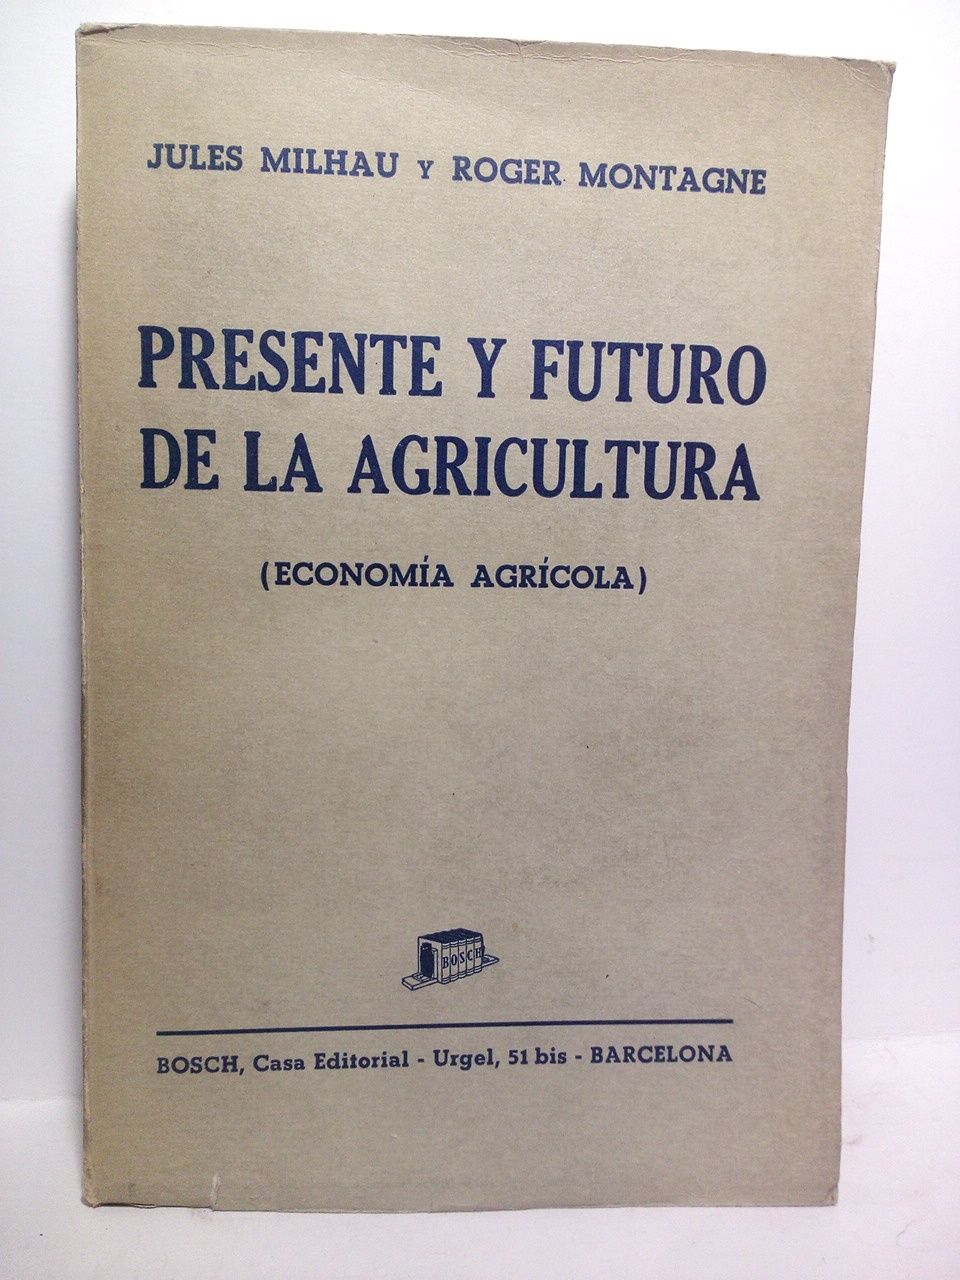 JULES MILHAU Y ROGER MONTAGNE
PRESENTE Y FUTURO
DE LA AGRICULTURA
(ECONOMÍA AGRÍCOLA)
BOSCH
BOSCH, Casa Editorial - Urgel, 51 bis - BARCELONA